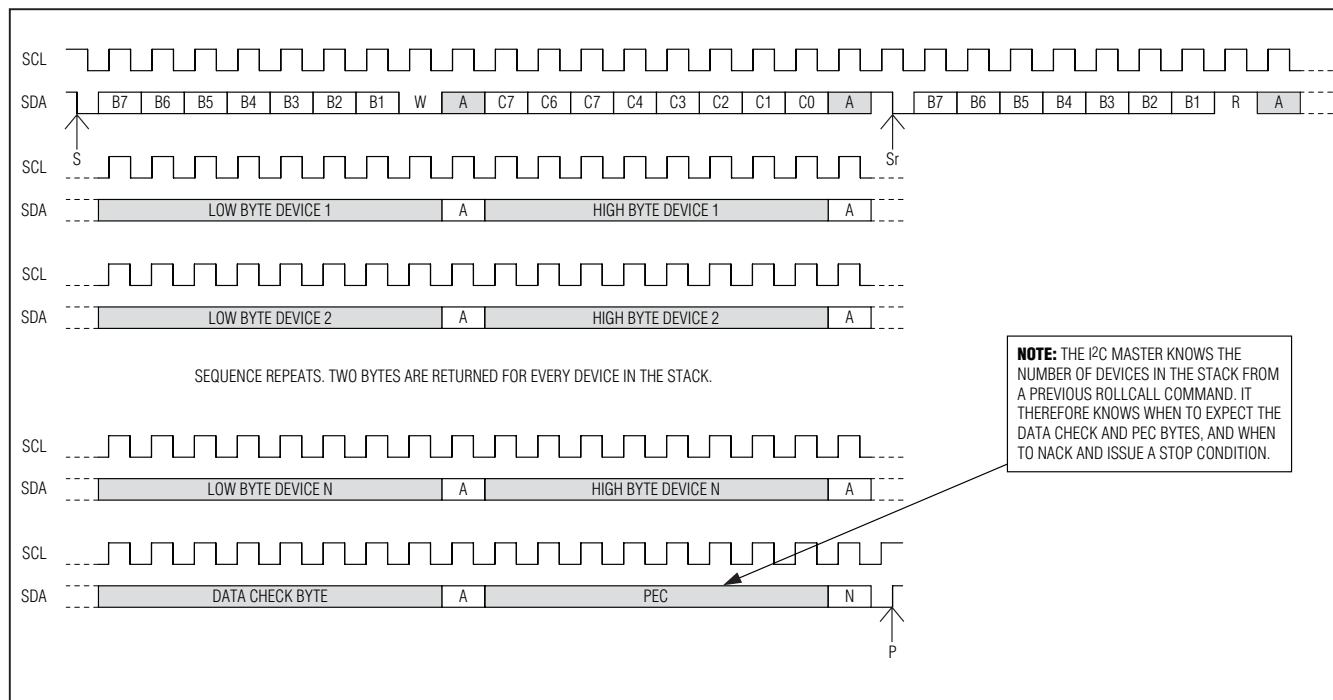 SCL
SDA B7 B6 B5 B4 B3 B2 B1 W A C7 C6 C7 C4 C3 C2 C1 C0 A B7 B6 B5 B4 B3 B2 B1 R A
S Sr
SCL
SDA LOW BYTE DEVICE 1 A HIGH BYTE DEVICE 1 A
SCL
SDA LOW BYTE DEVICE 2 A HIGH BYTE DEVICE 2 A
SEQUENCE REPEATS. TWO BYTES ARE RETURNED FOR EVERY DEVICE IN THE STACK.
NOTE: THE I²C MASTER KNOWS THE
NUMBER OF DEVICES IN THE STACK FROM
A PREVIOUS ROLLCALL COMMAND. IT
THEREFORE KNOWS WHEN TO EXPECT THE
DATA CHECK AND PEC BYTES, AND WHEN
TO NACK AND ISSUE A STOP CONDITION.
SCL
SDA LOW BYTE DEVICE N A HIGH BYTE DEVICE N A
SCL
SDA DATA CHECK BYTE A PEC N
P